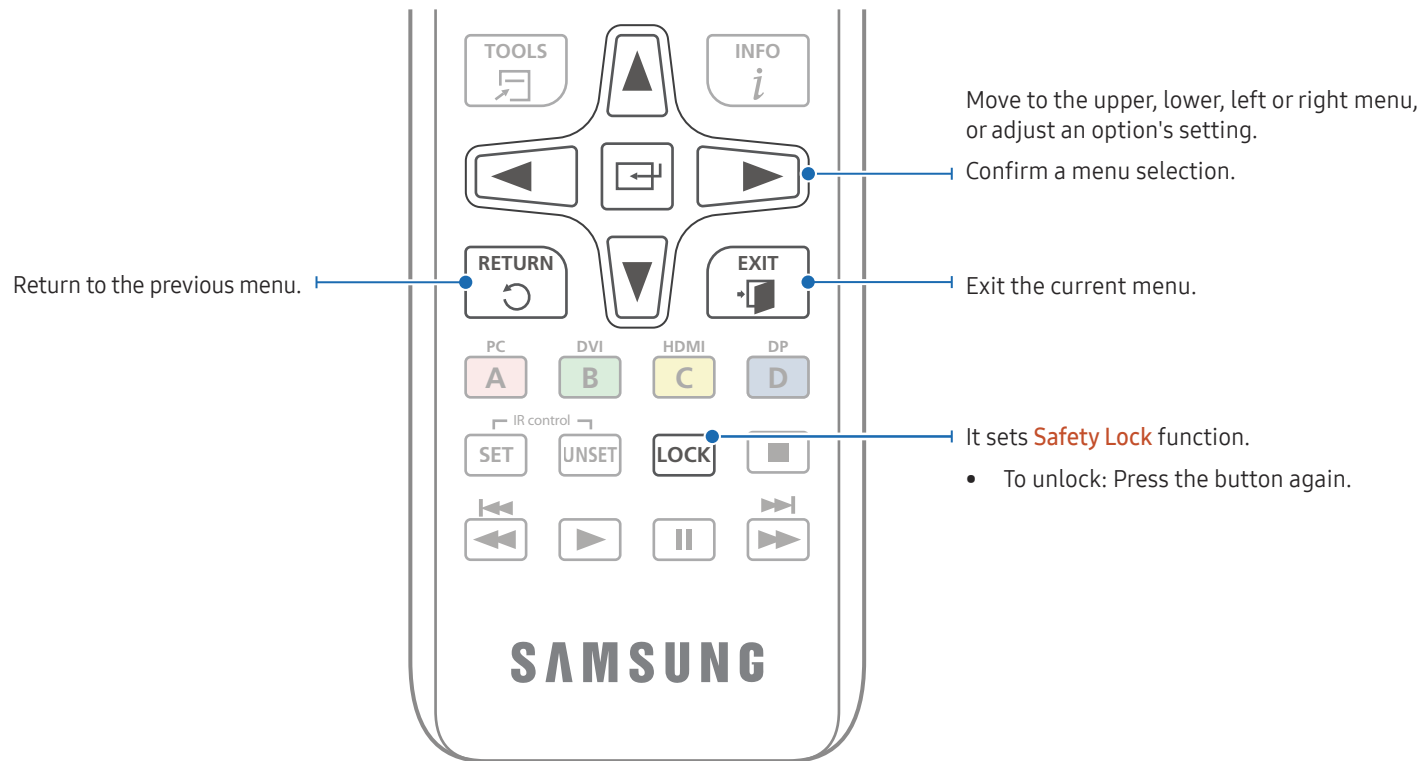 TOOLS
INFO
i
Move to the upper, lower, left or right menu,
or adjust an option's setting.
Confirm a menu selection.
RETURN
EXIT
Return to the previous menu.
Exit the current menu.
PC DVI HDMI DP
A B C D
IR control
SET UNSET LOCK
It sets Safety Lock function.
• To unlock: Press the button again.
SAMSUNG